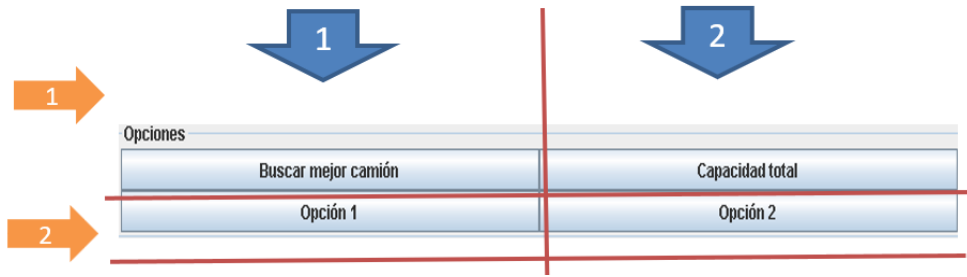 1 2
1
Opciones
Buscar mejor camión Capacidad total
Opción 1 Opción 2
2